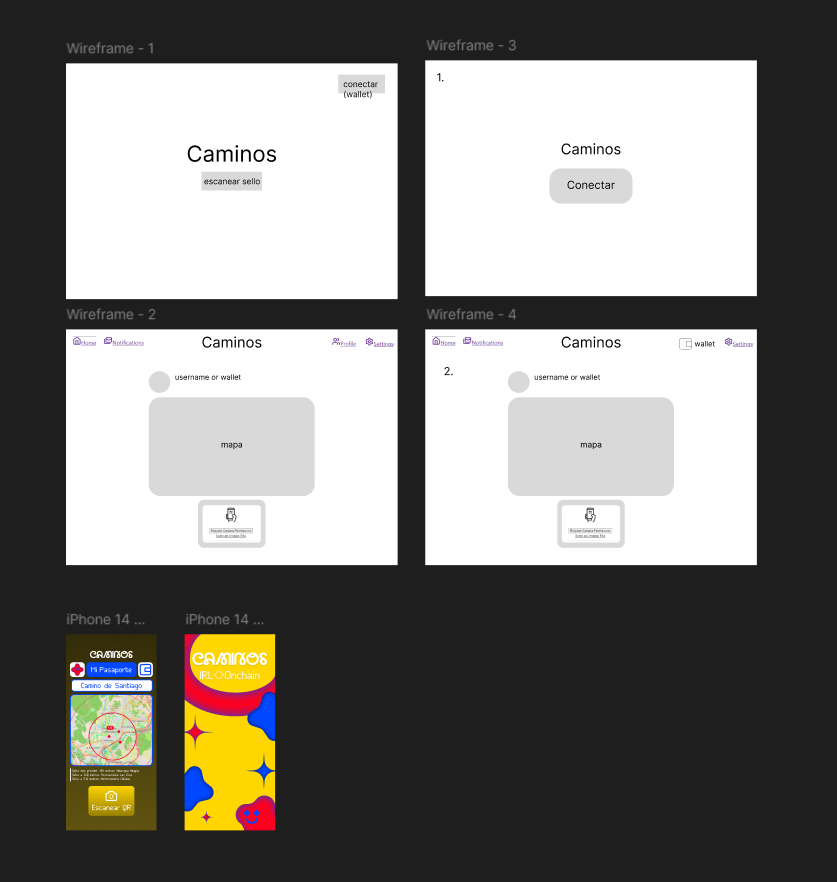 Wireframe - 1
conectar
(wallet)
Caminos
escanear sello
Wireframe - 3
1.
Caminos
Conectar
Wireframe - 2
Home
Notifications
Caminos
Profile
Settings
username or wallet
mapa
Request Camera Permissions
Scan an Image File
Wireframe - 4
Home
Notifications
Caminos
wallet
Settings
2.
username or wallet
mapa
Request Camera Permissions
Scan an Image File
iPhone 14 ...
CAMINOS
Mi Pasaporte
Camino de Santiago
Escanear QR
iPhone 14 ...
CAMINOS
IRL Onchain